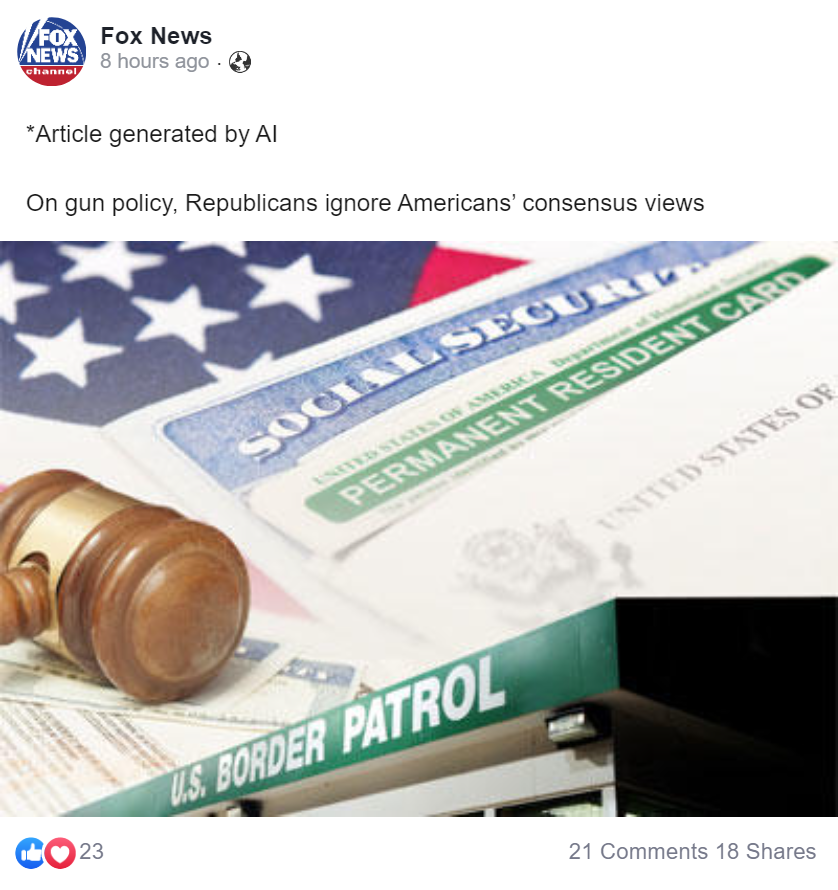 FOX
NEWS
channel
Fox News
8 hours ago ·
*Article generated by AI
On gun policy, Republicans ignore Americans’ consensus views
SOCIAL SECURITY
UNITED STATES OF AMERICA Department of Homeland Security
PERMANENT RESIDENT CARD
UNITED STATES OF
U.S. BORDER PATROL
23
21 Comments 18 Shares